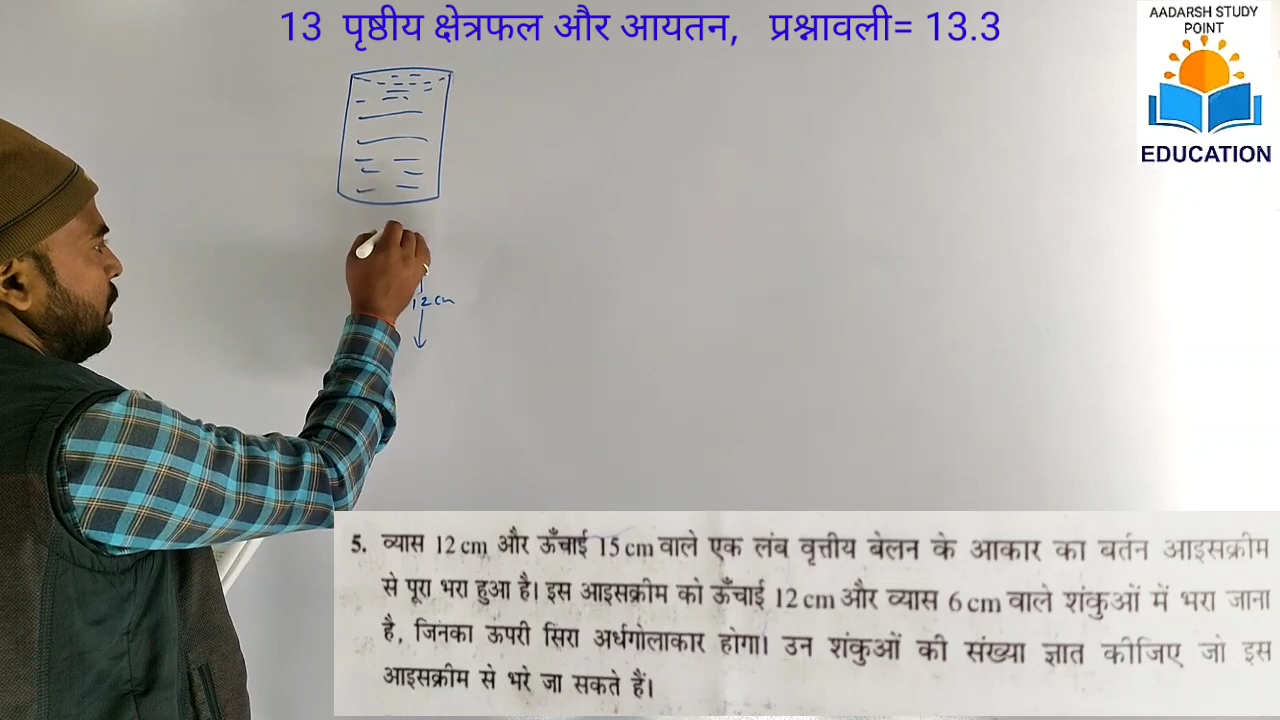 13 पृष्ठीय क्षेत्रफल और आयतन, प्रश्नावली= 13.3
AADARSH STUDY
POINT
EDUCATION
12 cm
5. व्यास 12 cm और ऊँचाई 15 cm वाले एक लंब वृत्तीय बेलन के आकार का बर्तन आइसक्रीम
से पूरा भरा हुआ है। इस आइसक्रीम को ऊँचाई 12 cm और व्यास 6 cm वाले शंकुओं में भरा जाना
है, जिनका ऊपरी सिरा अर्धगोलाकार होगा। उन शंकुओं की संख्या ज्ञात कीजिए जो इस
आइसक्रीम से भरे जा सकते हैं।